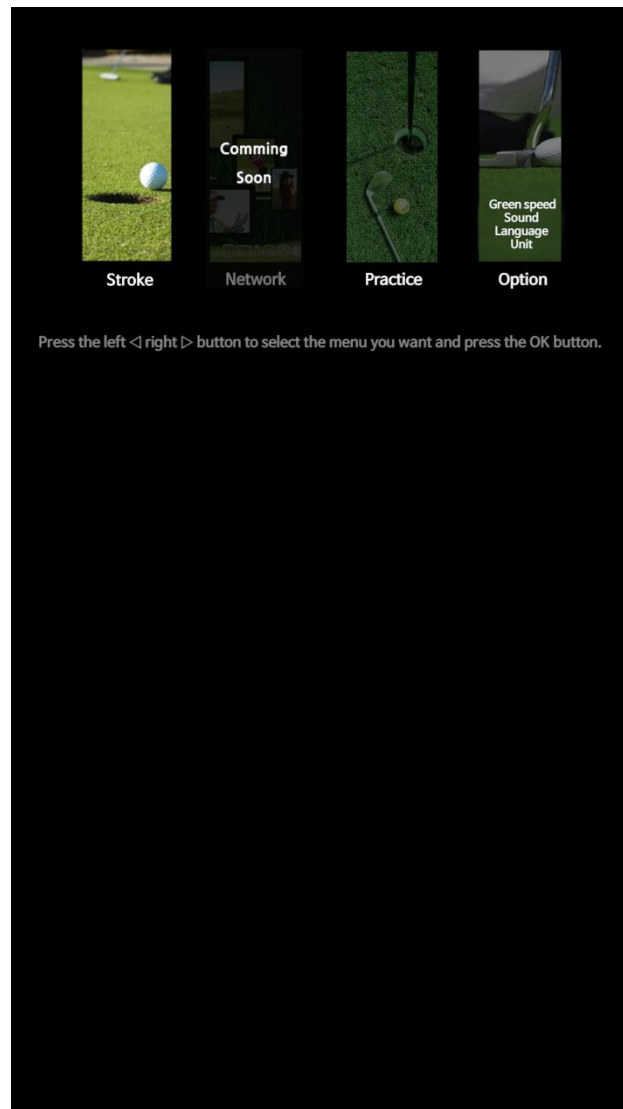 Comming
Soon
Green speed
Sound
Language
Unit
Stroke
Network
Practice
Option
Press the left ◁ right ▷ button to select the menu you want and press the OK button.